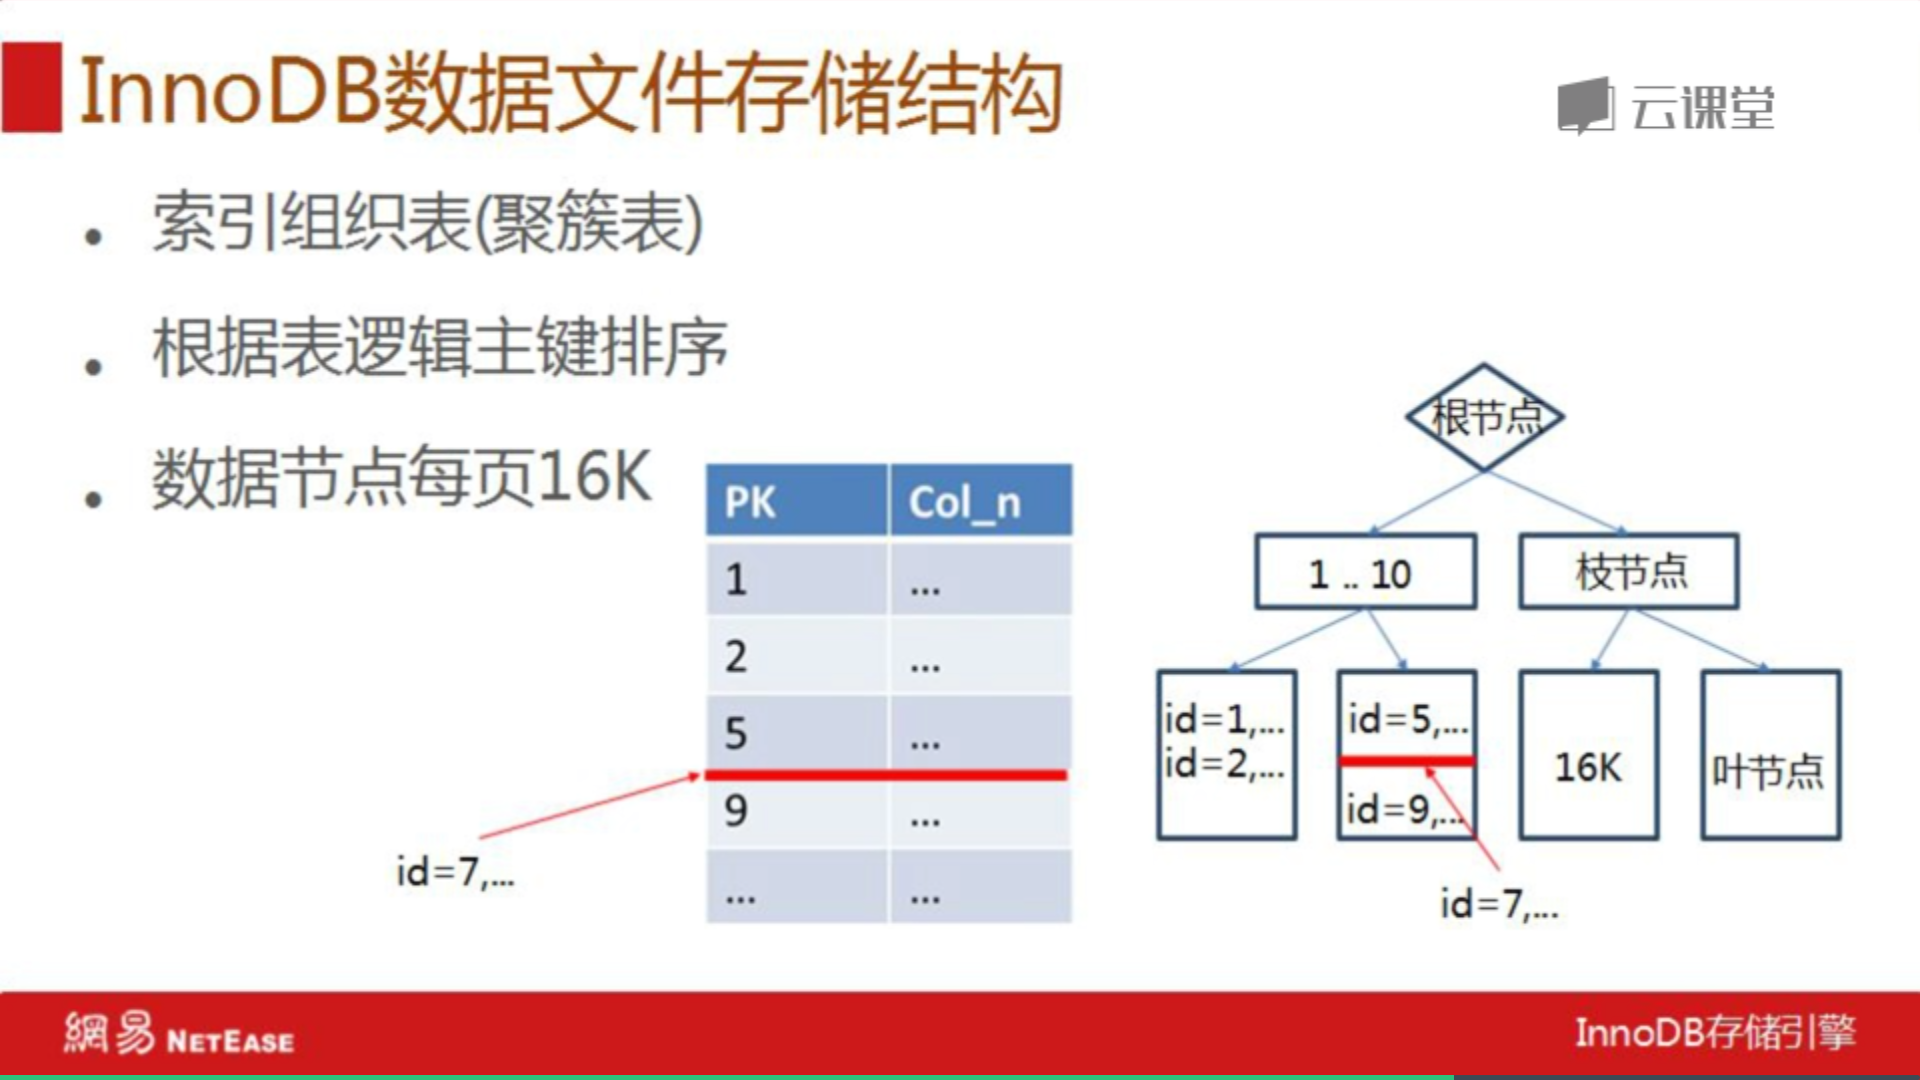 InnoDB数据文件存储结构
云课堂
• 索引组织表(聚簇表)
• 根据表逻辑主键排序
• 数据节点每页16K
PK Col_n
1 ...
2 ...
5 ...
9 ...
... ...
id=7,...
根节点
1 .. 10
枝节点
id=1,...
id=2,...
id=5,...
id=9,...
16K
叶节点
id=7,...
網易 NETEASE
InnoDB存储引擎